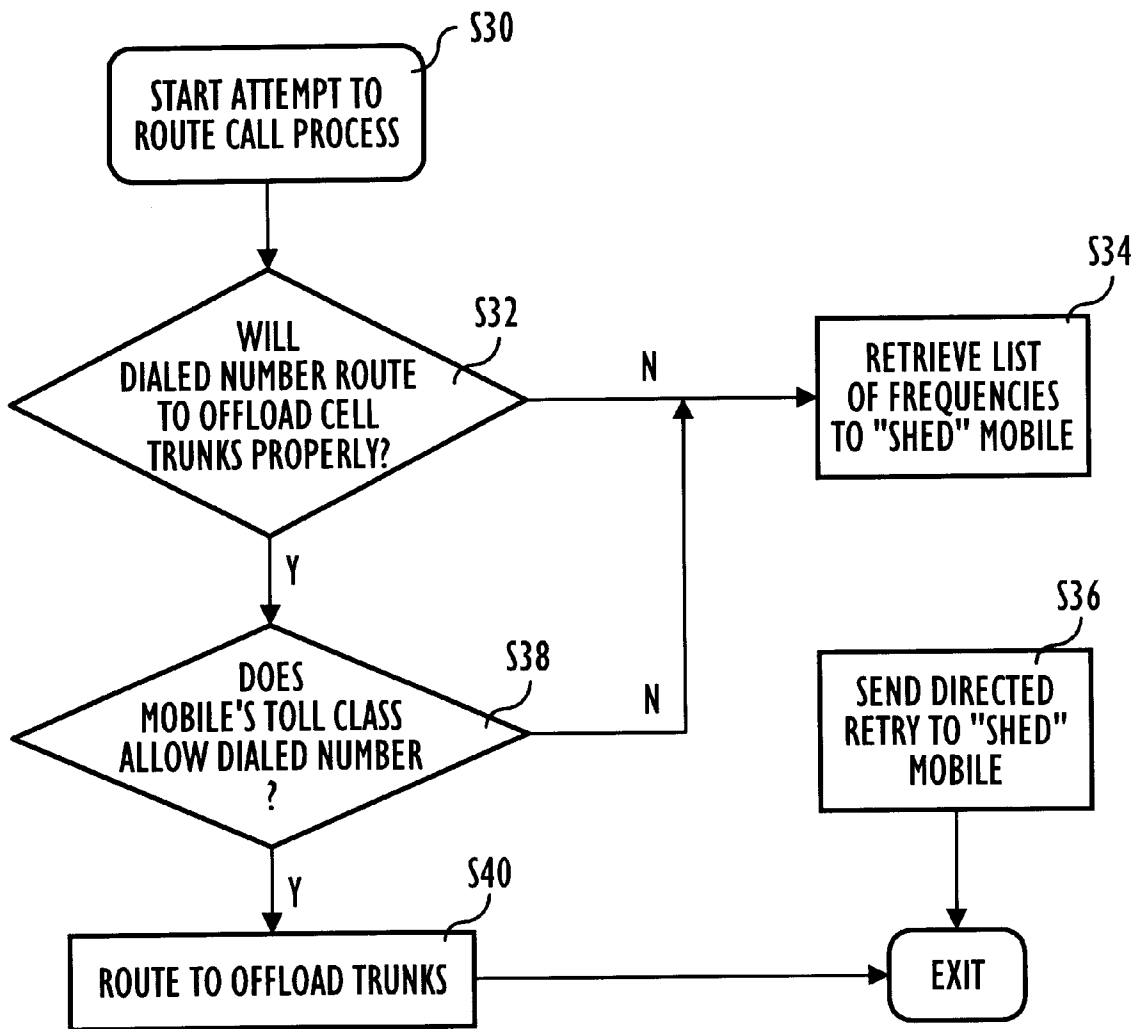 S30
START ATTEMPT TO
ROUTE CALL PROCESS
S32
WILL
DIALED NUMBER ROUTE
TO OFFLOAD CELL
TRUNKS PROPERLY?
N
S34
RETRIEVE LIST
OF FREQUENCIES
TO "SHED" MOBILE
Y
S38
DOES
MOBILE'S TOLL CLASS
ALLOW DIALED NUMBER
?
N
S36
SEND DIRECTED
RETRY TO "SHED"
MOBILE
Y
S40
ROUTE TO OFFLOAD TRUNKS
EXIT